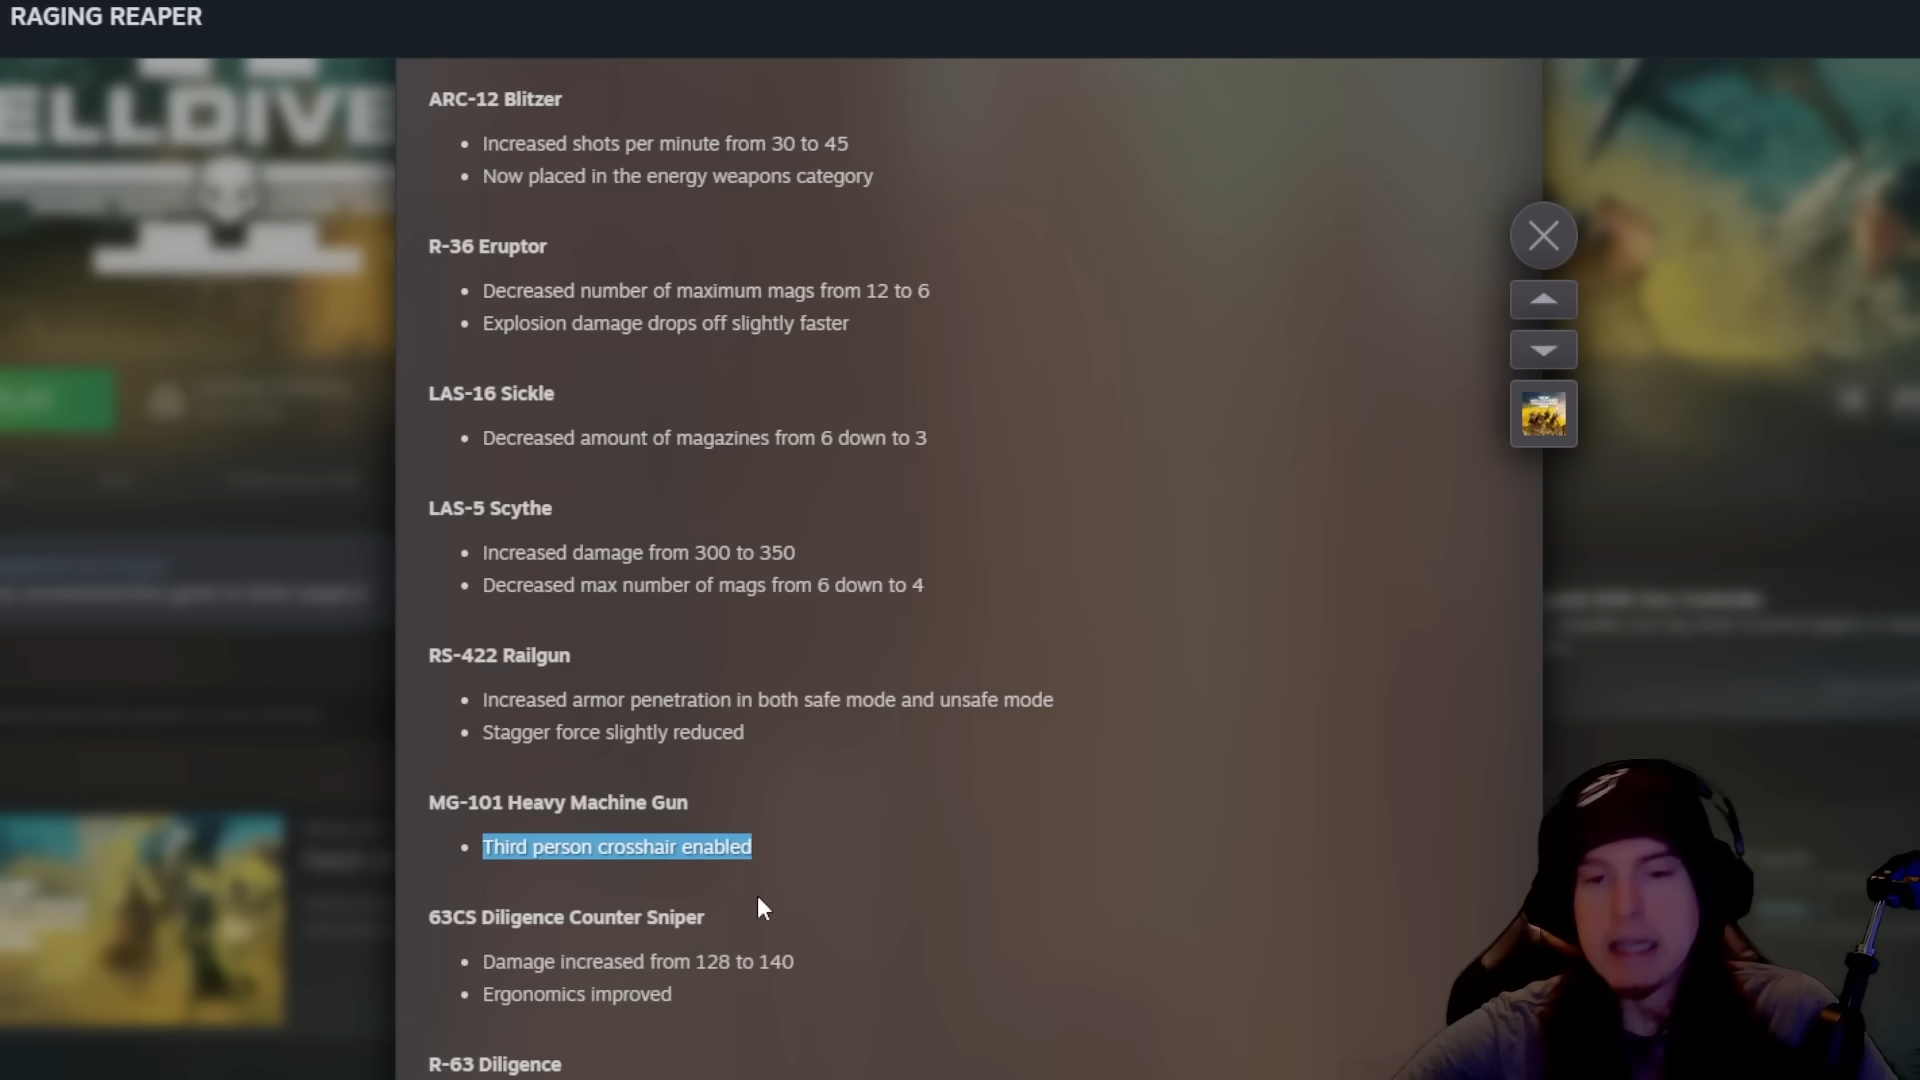 RAGING REAPER
ELLDIVE
ARC-12 Blitzer
Increased shots per minute from 30 to 45
Now placed in the energy weapons category
R-36 Eruptor
Decreased number of maximum mags from 12 to 6
Explosion damage drops off slightly faster
LAS-16 Sickle
Decreased amount of magazines from 6 down to 3
LAS-5 Scythe
Increased damage from 300 to 350
Decreased max number of mags from 6 down to 4
RS-422 Railgun
Increased armor penetration in both safe mode and unsafe mode
Stagger force slightly reduced
MG-101 Heavy Machine Gun
Third person crosshair enabled
63CS Diligence Counter Sniper
Damage increased from 128 to 140
Ergonomics improved
R-63 Diligence